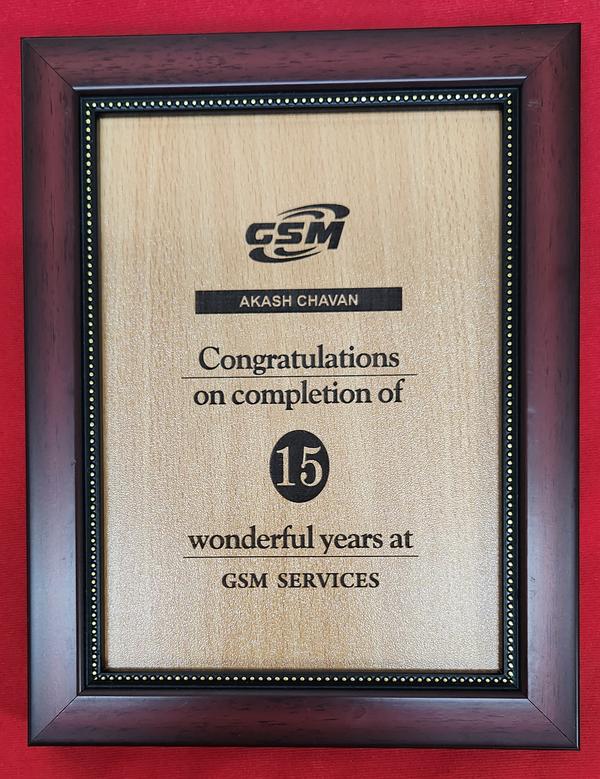 GSM
AKASH CHAVAN
Congratulations
on completion of
15
wonderful years at
GSM SERVICES